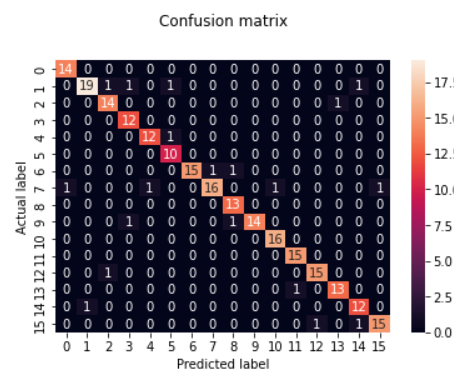 Confusion matrix
Actual label
0 14 0 0 0 0 0 0 0 0 0 0 0 0 0 0 0
1 0 19 1 1 0 1 0 0 0 0 0 0 0 0 1 0
2 0 0 14 0 0 0 0 0 0 0 0 0 0 1 0 0
3 0 0 0 12 0 0 0 0 0 0 0 0 0 0 0 0
4 0 0 0 0 12 1 0 0 0 0 0 0 0 0 0 0
5 0 0 0 0 0 10 0 0 0 0 0 0 0 0 0 0
6 0 0 0 0 0 0 15 1 1 0 0 0 0 0 0 0
7 1 0 0 0 1 0 0 16 0 0 1 0 0 0 0 1
8 0 0 0 0 0 0 0 0 13 0 0 0 0 0 0 0
9 0 0 0 1 0 0 0 0 1 14 0 0 0 0 0 0
10 0 0 0 0 0 0 0 0 0 0 16 0 0 0 0 0
11 0 0 0 0 0 0 0 0 0 0 0 15 0 0 0 0
12 0 0 1 0 0 0 0 0 0 0 0 0 15 0 0 0
13 0 0 0 0 0 0 0 0 0 0 0 1 0 13 0 0
14 0 1 0 0 0 0 0 0 0 0 0 0 0 0 12 0
15 0 0 0 0 0 0 0 0 0 0 0 0 1 0 1 15
0 1 2 3 4 5 6 7 8 9 10 11 12 13 14 15
Predicted label
17.5
15.0
12.5
10.0
7.5
5.0
2.5
0.0